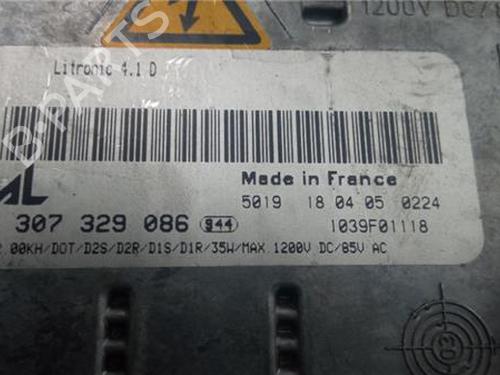 1200V DC/
Litronic 4.1 D
AL
Made in France
5019 18 04 05 0224
307 329 086 944
1039F01118
.00KH/DOT/D2S/D2R/D1S/D1R/35W/MAX.1200V DC/85V AC
B-PARTS